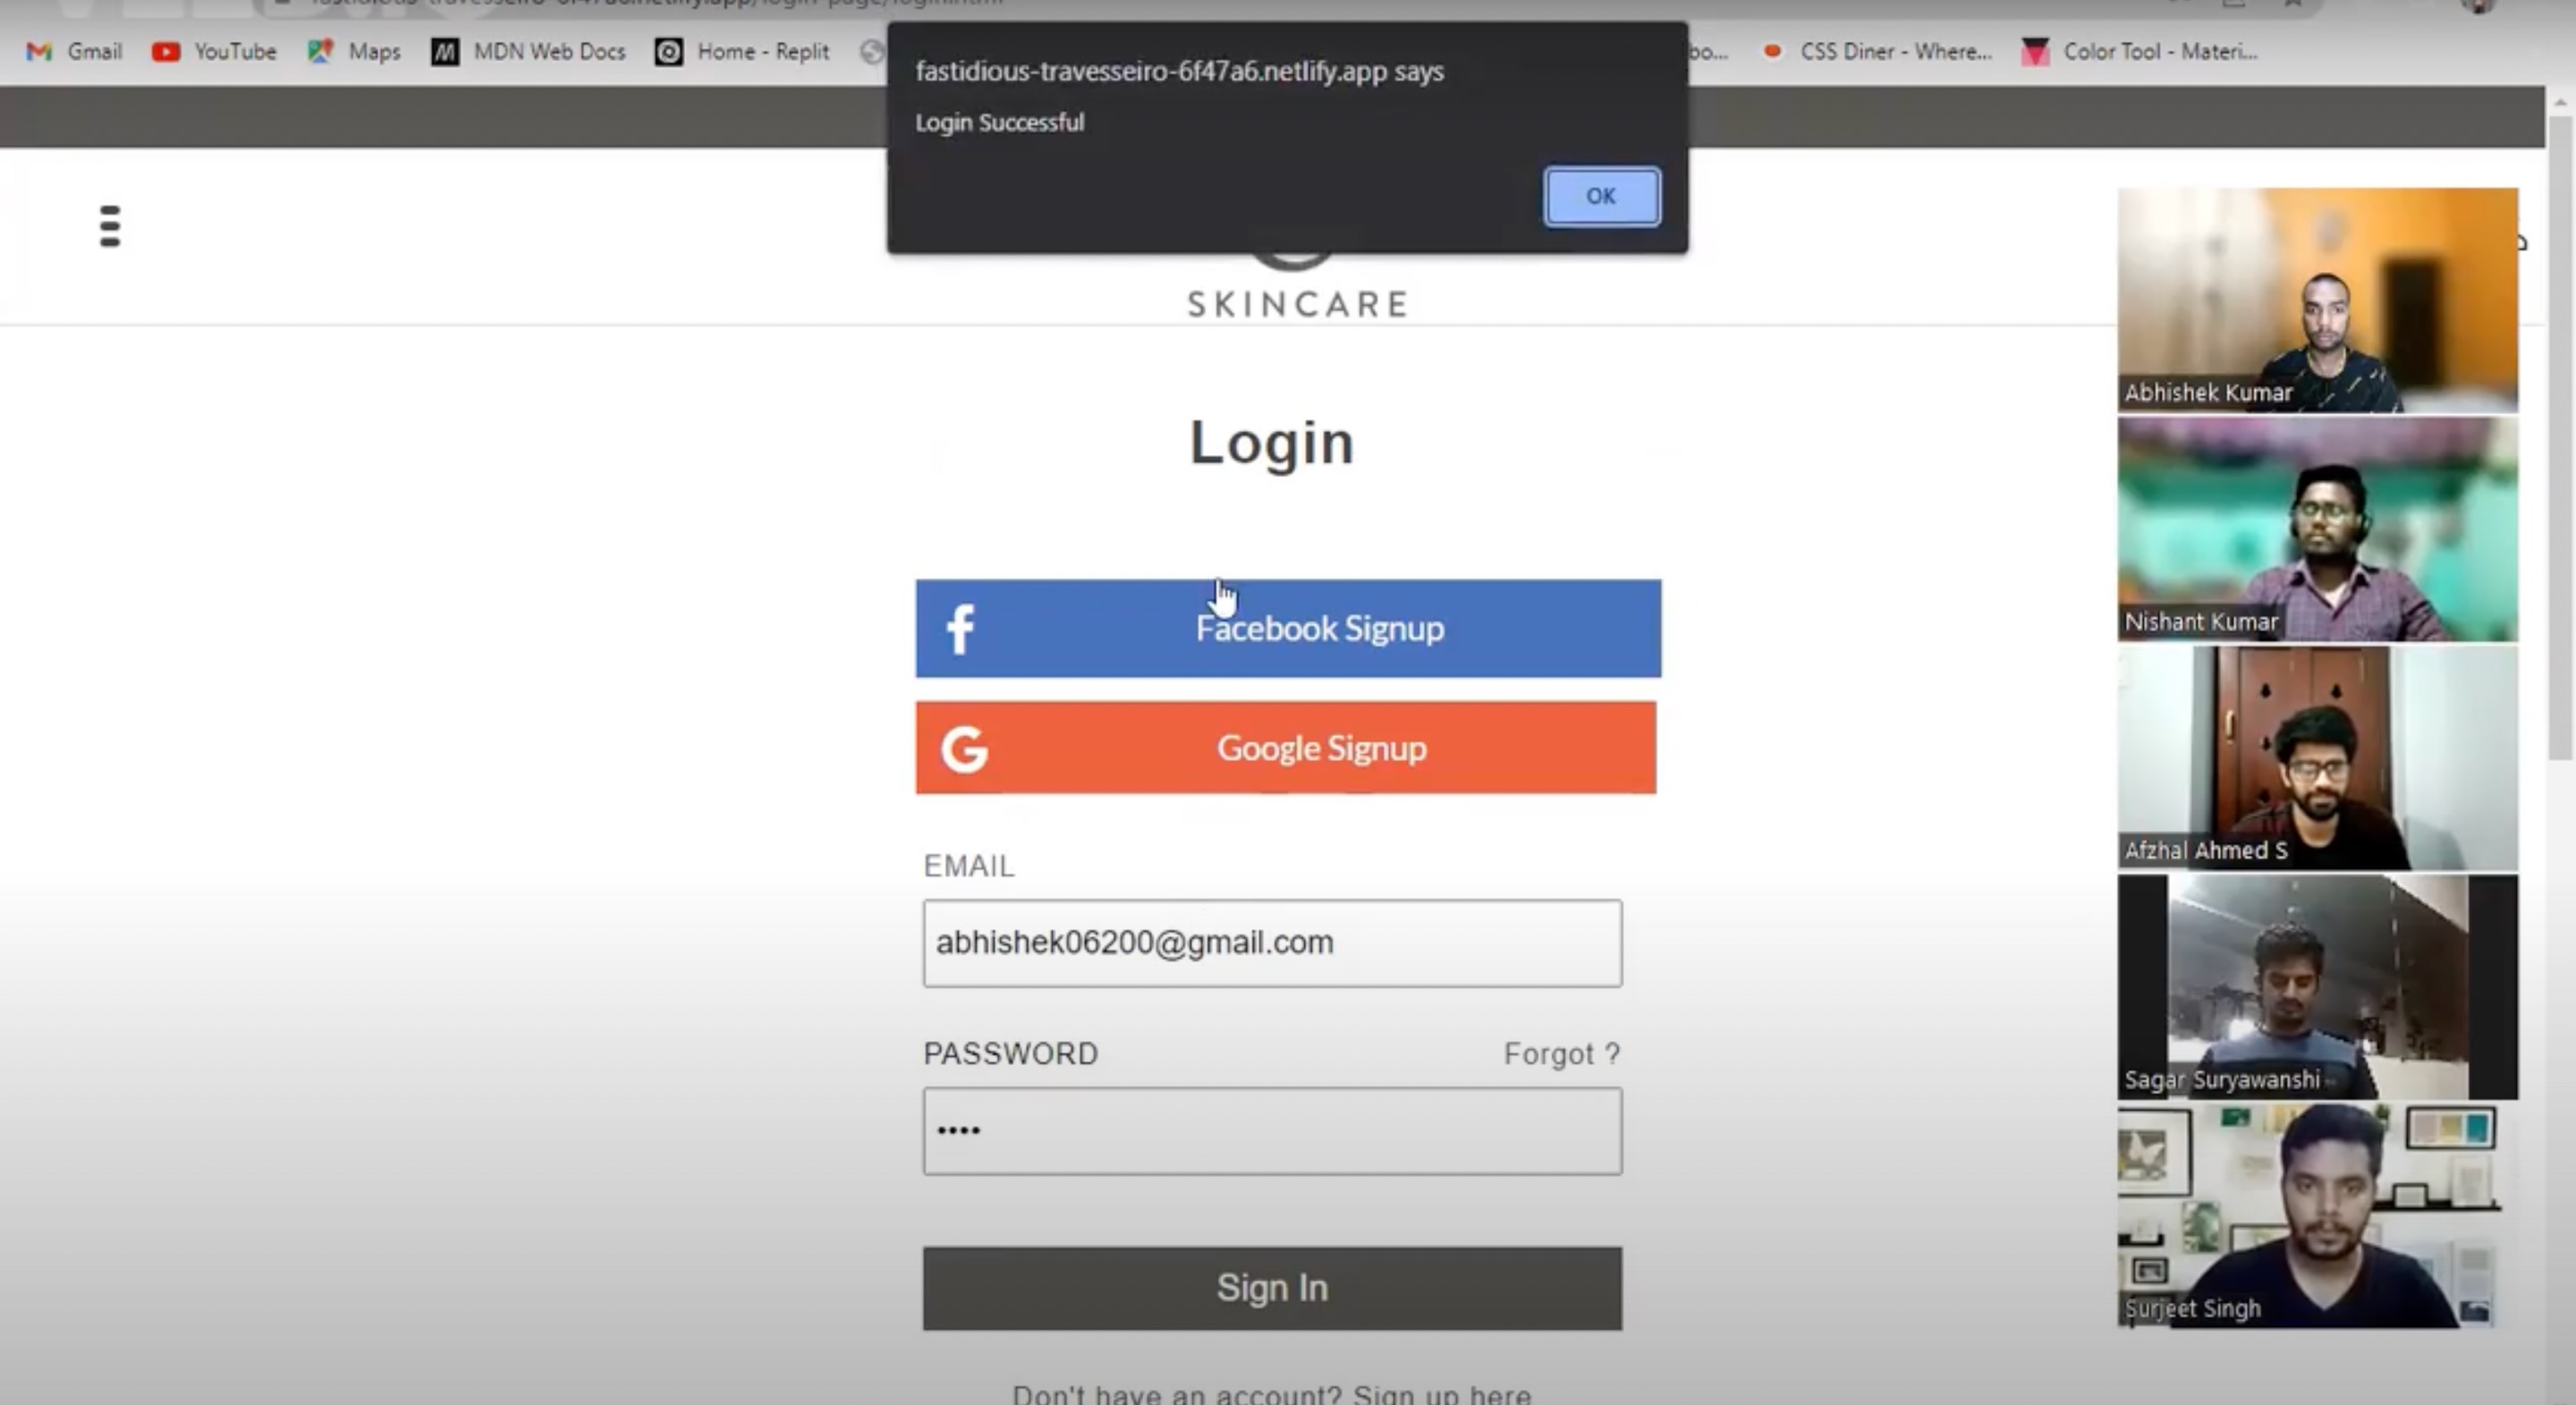 Gmail YouTube Maps MDN Web Docs Home - Replit bo... CSS Diner - Where... Color Tool - Materi...
fastidious-travesseiro-6f47a6.netlify.app says
Login Successful
OK
SKINCARE
Login
Facebook Signup
Google Signup
EMAIL
abhishek06200@gmail.com
PASSWORD Forgot ?
••••
Sign In
Don't have an account? Sign up here
Abhishek Kumar
Nishant Kumar
Afzhal Ahmed S
Sagar Suryawanshi
Surjeet Singh